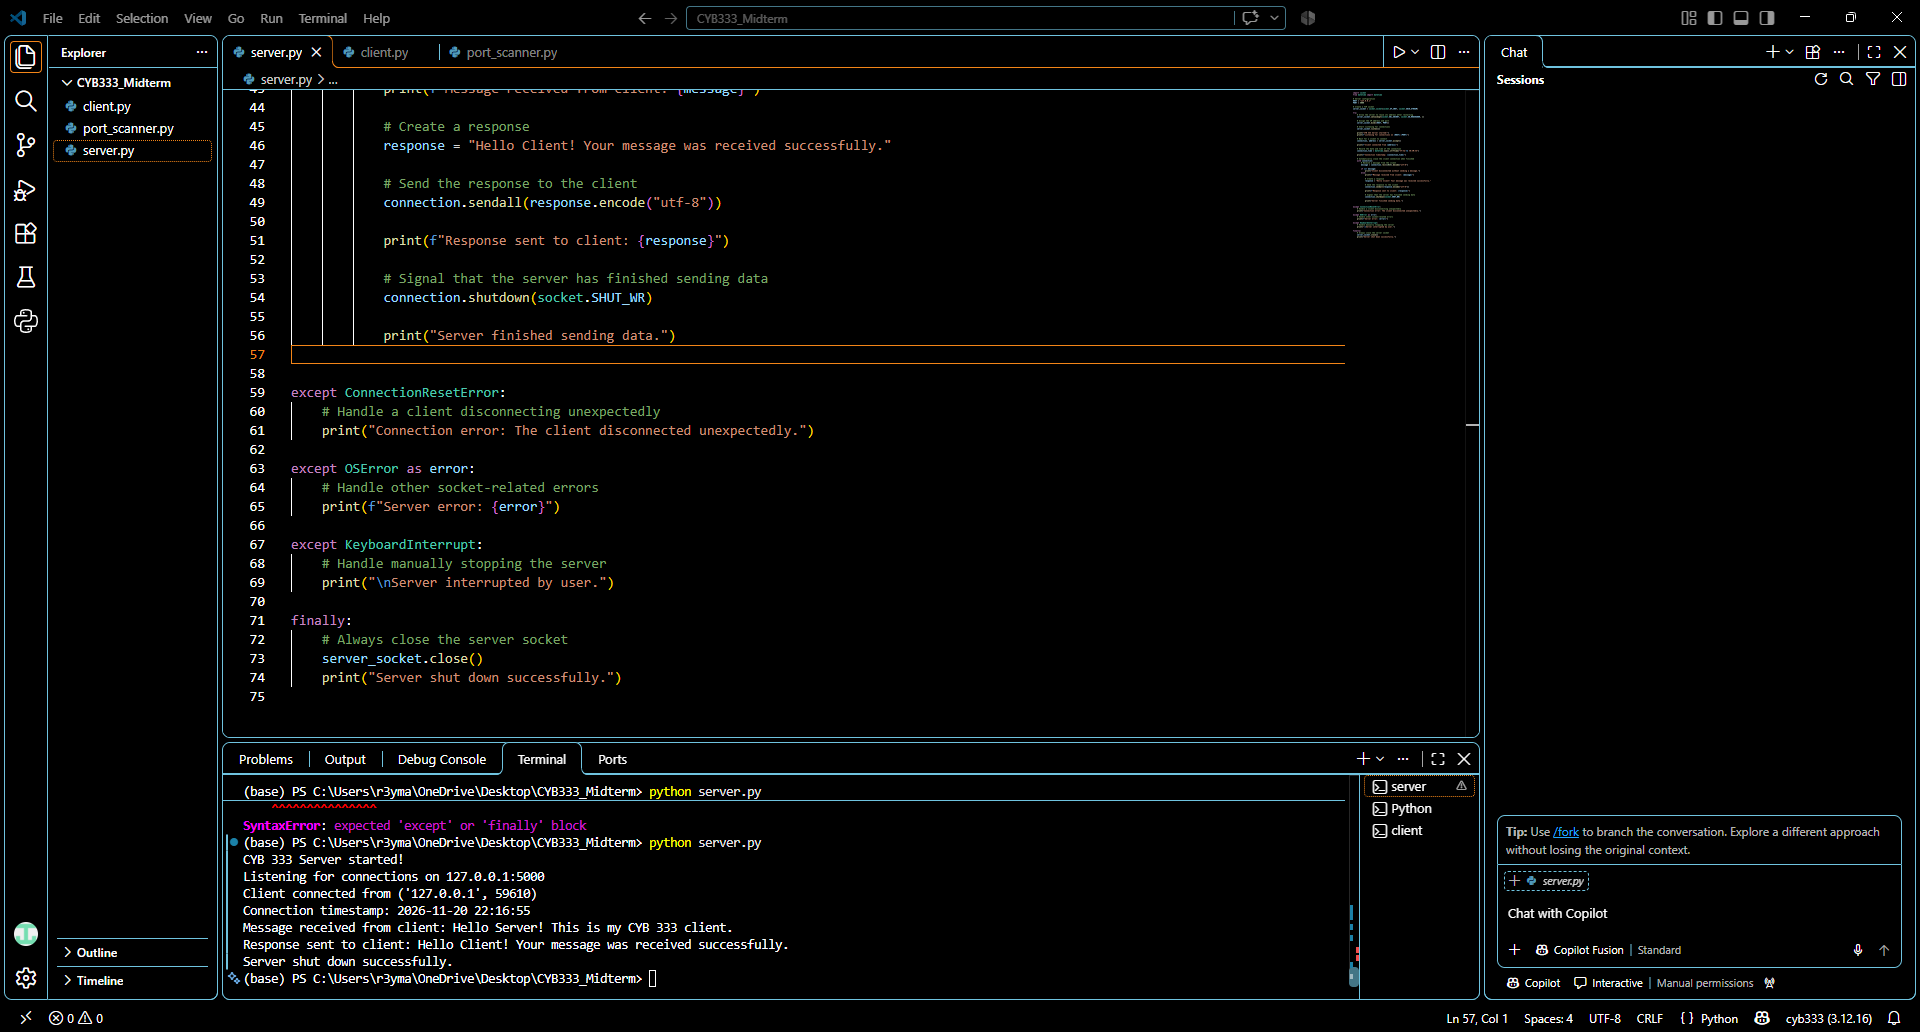 File Edit Selection View Go Run Terminal Help
CYB333_Midterm
Explorer
CYB333_Midterm
client.py
port_scanner.py
server.py
Outline
Timeline
server.py client.py port_scanner.py
server.py > ...
44
45 # Create a response
46 response = "Hello Client! Your message was received successfully."
47
48 # Send the response to the client
49 connection.sendall(response.encode("utf-8"))
50
51 print(f"Response sent to client: {response}")
52
53 # Signal that the server has finished sending data
54 connection.shutdown(socket.SHUT_WR)
55
56 print("Server finished sending data.")
57
58
59 except ConnectionResetError:
60 # Handle a client disconnecting unexpectedly
61 print("Connection error: The client disconnected unexpectedly.")
62
63 except OSError as error:
64 # Handle other socket-related errors
65 print(f"Server error: {error}")
66
67 except KeyboardInterrupt:
68 # Handle manually stopping the server
69 print("\nServer interrupted by user.")
70
71 finally:
72 # Always close the server socket
73 server_socket.close()
74 print("Server shut down successfully.")
75
Problems Output Debug Console Terminal Ports
(base) PS C:\Users\r3yma\OneDrive\Desktop\CYB333_Midterm> python server.py
^^^^^^^^^^^^^^^
SyntaxError: expected 'except' or 'finally' block
(base) PS C:\Users\r3yma\OneDrive\Desktop\CYB333_Midterm> python server.py
CYB 333 Server started!
Listening for connections on 127.0.0.1:5000
Client connected from ('127.0.0.1', 59610)
Connection timestamp: 2026-11-20 22:16:55
Message received from client: Hello Server! This is my CYB 333 client.
Response sent to client: Hello Client! Your message was received successfully.
Server shut down successfully.
(base) PS C:\Users\r3yma\OneDrive\Desktop\CYB333_Midterm>
server
Python
client
Chat
Sessions
Tip: Use /fork to branch the conversation. Explore a different approach
without losing the original context.
server.py
Chat with Copilot
Copilot Fusion | Standard
Copilot Interactive | Manual permissions
0 0
Ln 57, Col 1 Spaces: 4 UTF-8 CRLF { } Python cyb333 (3.12.16)